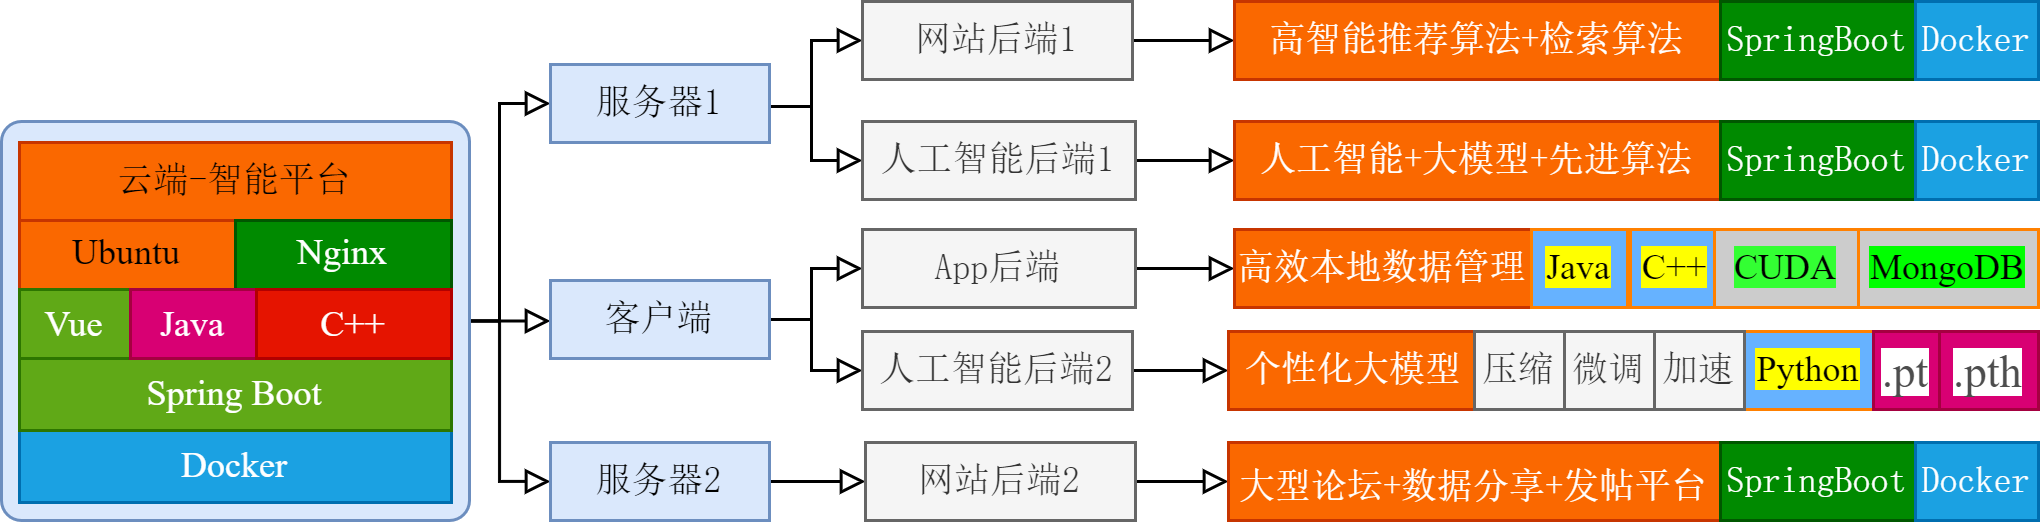 云端-智能平台
Ubuntu Nginx
Vue Java C++
Spring Boot
Docker
服务器1
客户端
服务器2
网站后端1
人工智能后端1
App后端
人工智能后端2
网站后端2
高智能推荐算法+检索算法 SpringBoot Docker
人工智能+大模型+先进算法 SpringBoot Docker
高效本地数据管理 Java C++ CUDA MongoDB
个性化大模型 压缩 微调 加速 Python .pt .pth
大型论坛+数据分享+发帖平台 SpringBoot Docker